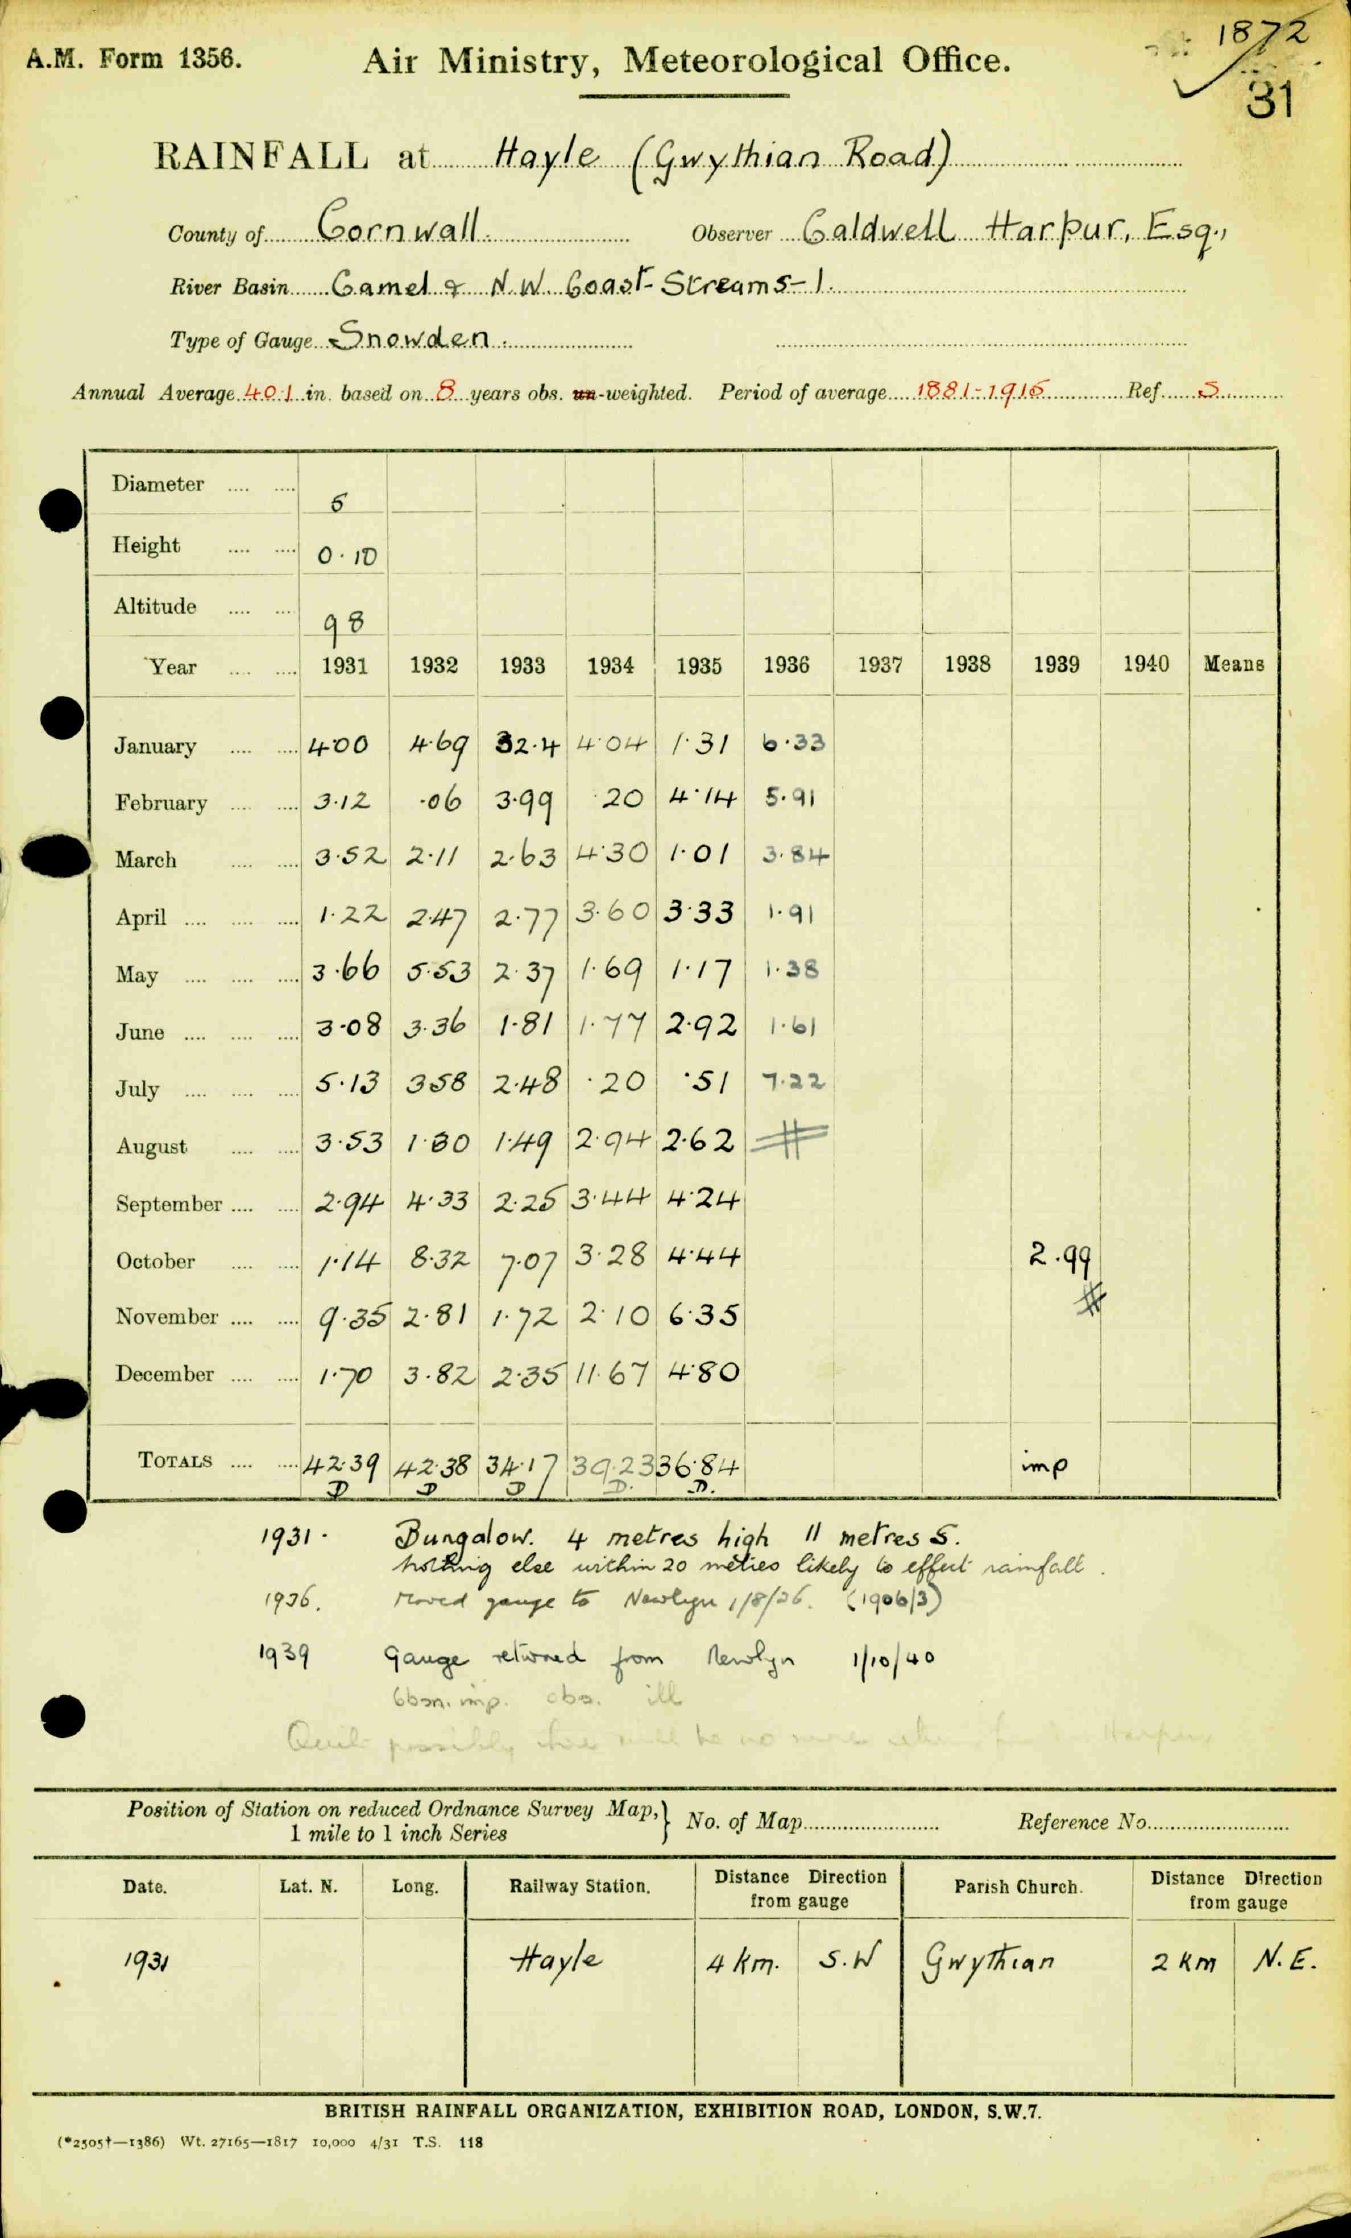 1872
A.M. Form 1356. Air Ministry, Meteorological Office.
31
RAINFALL at Hayle (Gwythian Road)
County of Cornwall. Observer Caldwell Harpur, Esq.,
River Basin Camel & N.W. Coast Streams-1.
Type of Gauge Snowden.
Annual Average 40.1 in. based on 8 years obs. un-weighted. Period of average 1881-1915 Ref. S.
Diameter .... .... 5
Height .... .... 0.10
Altitude .... .... 98
Year .... .... 1931 1932 1933 1934 1935 1936 1937 1938 1939 1940 Means
January .... .... 4.00 4.69 32.4 4.04 1.31 6.33
February .... .... 3.12 .06 3.99 .20 4.14 5.91
March .... .... 3.52 2.11 2.63 4.30 1.01 3.84
April .... .... .... 1.22 2.47 2.77 3.60 3.33 1.91
May .... .... .... 3.66 5.53 2.37 1.69 1.17 1.38
June .... .... .... 3.08 3.36 1.81 1.77 2.92 1.61
July .... .... .... 5.13 3.58 2.48 .20 .51 7.22
August .... .... 3.53 1.30 1.49 2.94 2.62
September .... .... 2.94 4.33 2.25 3.44 4.24
October .... .... 1.14 8.32 7.07 3.28 4.44 2.99
November .... .... 9.35 2.81 1.72 2.10 6.35
December .... .... 1.70 3.82 2.35 11.67 4.80
TOTALS .... .... 42.39 42.38 34.17 39.23 36.84 imp
D D D D. D.
1931. Bungalow. 4 metres high 11 metres S.
Nothing else within 20 metres likely to effect rainfall.
1936. Moved gauge to Newlyn 1/8/36. (1906/3)
1939 Gauge returned from Newlyn 1/10/40
Obsn. imp. obs. ill
Quite possibly there will be no more
Position of Station on reduced Ordnance Survey Map,} No. of Map Reference No.
1 mile to 1 inch Series
Date. Lat. N. Long. Railway Station. Distance Direction from gauge Parish Church. Distance Direction from gauge
1931 Hayle 4 km. S.W Gwythian 2 km N.E.
BRITISH RAINFALL ORGANIZATION, EXHIBITION ROAD, LONDON, S.W.7.
(*2505†—1386) Wt. 27165—1817 10,000 4/31 T.S. 118